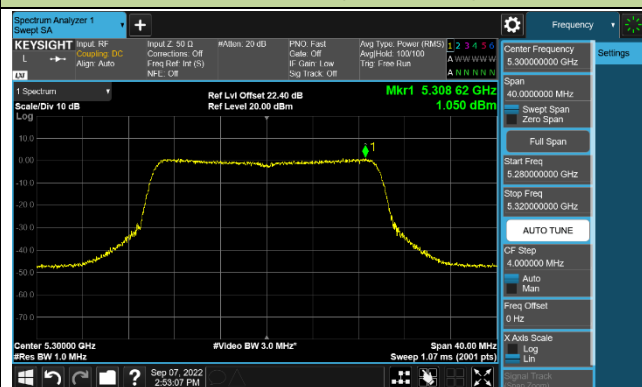 Spectrum Analyzer 1
Swept SA
+
Frequency
KEYSIGHT
L
Input: RF
Coupling: DC
Align: Auto
Input Z: 50 Ω
Corrections: Off
Freq Ref: Int (S)
NFE: Off
#Atten: 20 dB
PNO: Fast
Gate: Off
IF Gain: Low
Sig Track: Off
Avg Type: Power (RMS)
Avg|Hold: 100/100
Trig: Free Run
1 2 3 4 5 6
A W W W W W
A N N N N N
LXI
Center Frequency
5.300000000 GHz
Settings
Span
40.0000000 MHz
Swept Span
Zero Span
Full Span
Start Freq
5.280000000 GHz
Stop Freq
5.320000000 GHz
AUTO TUNE
CF Step
4.000000 MHz
Auto
Man
Freq Offset
0 Hz
X Axis Scale
Log
Lin
Signal Track
(Span Zoom)
1 Spectrum
Scale/Div 10 dB
Log
Ref Lvl Offset 22.40 dB
Ref Level 20.00 dBm
Mkr1 5.308 62 GHz
1.050 dBm
10.0
0.00
-10.0
-20.0
-30.0
-40.0
-50.0
-60.0
-70.0
1
Center 5.30000 GHz
#Res BW 1.0 MHz
#Video BW 3.0 MHz*
Span 40.00 MHz
Sweep 1.07 ms (2001 pts)
?
Sep 07, 2022
2:53:07 PM